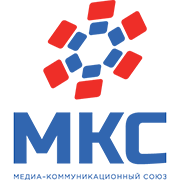 МКС
МЕДИА-КОММУНИКАЦИОННЫЙ СОЮЗ